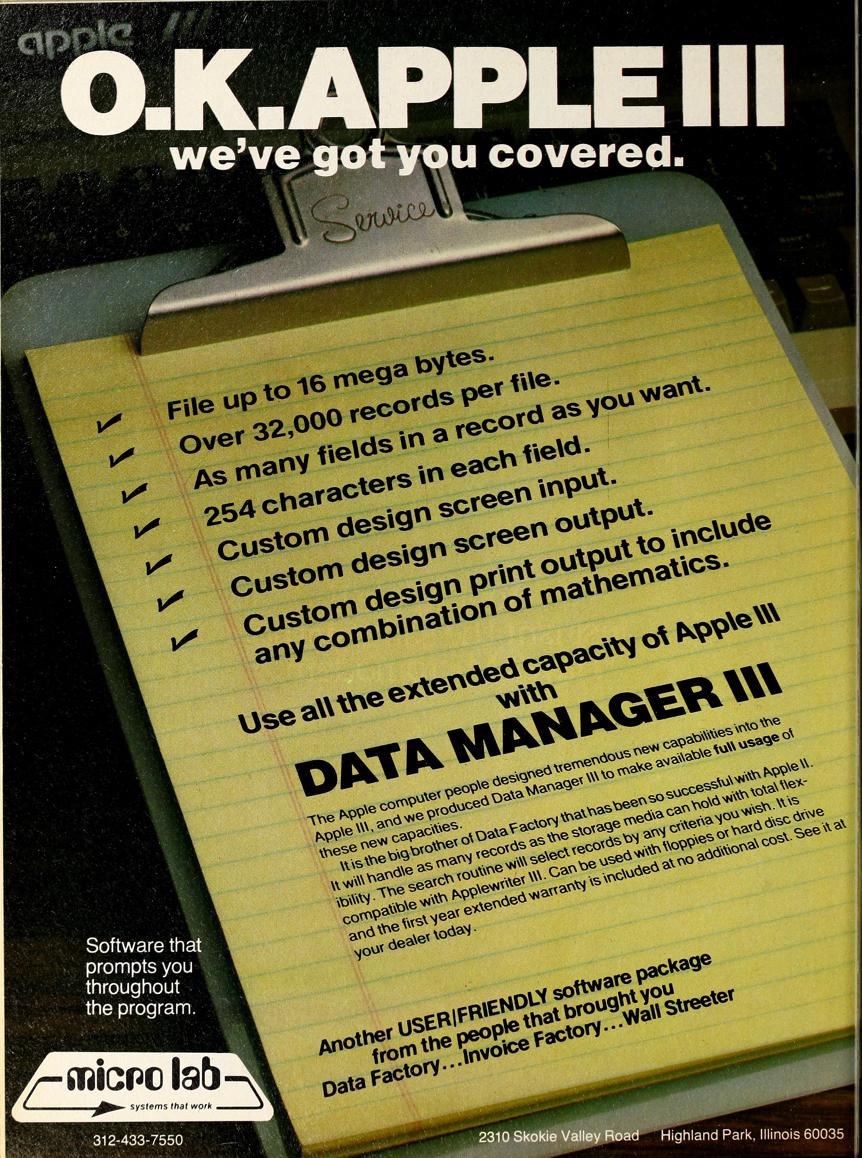 apple III
O.K. APPLE III
we've got you covered.
Service
File up to 16 mega bytes.
Over 32,000 records per file.
As many fields in a record as you want.
254 characters in each field.
Custom design screen input.
Custom design screen output.
Custom design print output to include
any combination of mathematics.
Use all the extended capacity of Apple III
with
DATA MANAGER III
The Apple computer people designed tremendous new capabilities into the
Apple III, and we produced Data Manager III to make available full usage of
these new capacities.
It is the big brother of Data Factory that has been so successful with Apple II.
It will handle as many records as the storage media can hold with total flex-
ibility. The search routine will select records by any criteria you wish. It is
compatible with Applewriter III. Can be used with floppies or hard disc drive
and the first year extended warranty is included at no additional cost. See it at
your dealer today.
Another USER/FRIENDLY software package
from the people that brought you
Data Factory...Invoice Factory...Wall Streeter
Software that
prompts you
throughout
the program.
micro lab
systems that work
312-433-7550
2310 Skokie Valley Road Highland Park, Illinois 60035